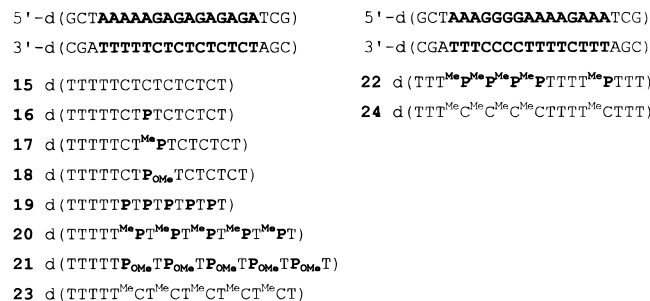 5'-d(GCTAAAAAGAGAGAGAGATCG)
3'-d(CGATTTTTCTCTCTCTCTAGC)
15 d(TTTTTCTCTCTCTCT)
16 d(TTTTTCTPTCTCTCT)
17 d(TTTTTCTMePTCTCTCT)
18 d(TTTTTCTPOMeTCTCTCT)
19 d(TTTTTPTPTPTPTPT)
20 d(TTTTTMePTMePTMePTMePTMePT)
21 d(TTTTTPOMeTPOMeTPOMeTPOMeTPOMeT)
23 d(TTTTTMeCTMeCTMeCTMeCTMeCT)
5'-d(GCTAAAGGGGAAAAGAAATCG)
3'-d(CGATTTCCCCTTTTCTTTAGC)
22 d(TTTMePMePMePMePTTTTMePTTT)
24 d(TTTMeCMeCMeCMeCTTTTMeCTTT)